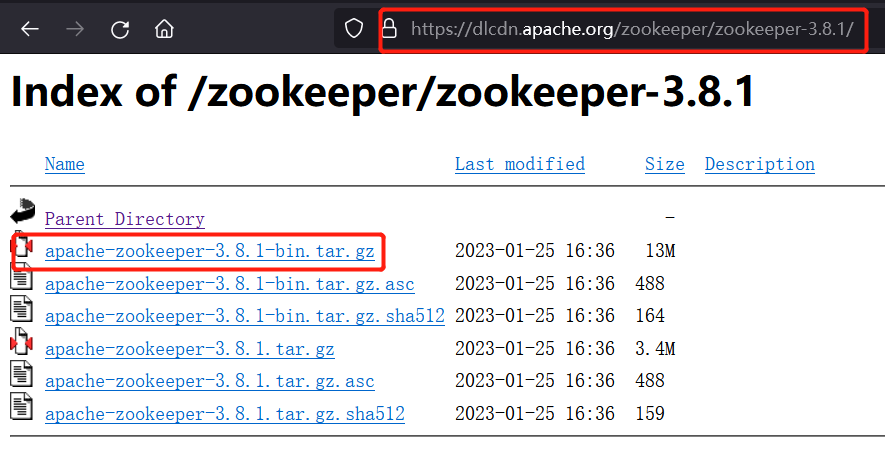 https://dlcdn.apache.org/zookeeper/zookeeper-3.8.1/
Index of /zookeeper/zookeeper-3.8.1
Name Last modified Size Description
Parent Directory -
apache-zookeeper-3.8.1-bin.tar.gz 2023-01-25 16:36 13M
apache-zookeeper-3.8.1-bin.tar.gz.asc 2023-01-25 16:36 488
apache-zookeeper-3.8.1-bin.tar.gz.sha512 2023-01-25 16:36 164
apache-zookeeper-3.8.1.tar.gz 2023-01-25 16:36 3.4M
apache-zookeeper-3.8.1.tar.gz.asc 2023-01-25 16:36 488
apache-zookeeper-3.8.1.tar.gz.sha512 2023-01-25 16:36 159